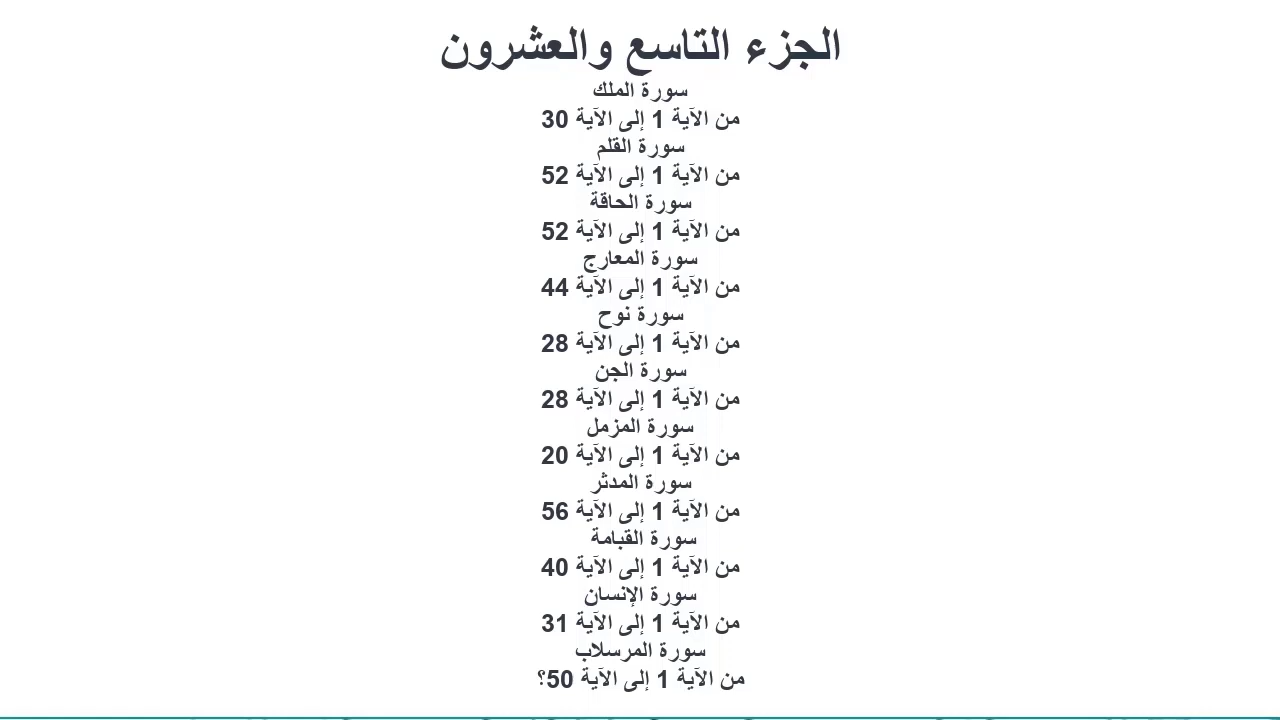 الجزء التاسع والعشرون
سورة الملك
من الآية 1 إلى الآية 30
سورة القلم
من الآية 1 إلى الآية 52
سورة الحاقة
من الآية 1 إلى الآية 52
سورة المعارج
من الآية 1 إلى الآية 44
سورة نوح
من الآية 1 إلى الآية 28
سورة الجن
من الآية 1 إلى الآية 28
سورة المزمل
من الآية 1 إلى الآية 20
سورة المدثر
من الآية 1 إلى الآية 56
سورة القبامة
من الآية 1 إلى الآية 40
سورة الإنسان
من الآية 1 إلى الآية 31
سورة المرسلاب
من الآية 1 إلى الآية 50؟